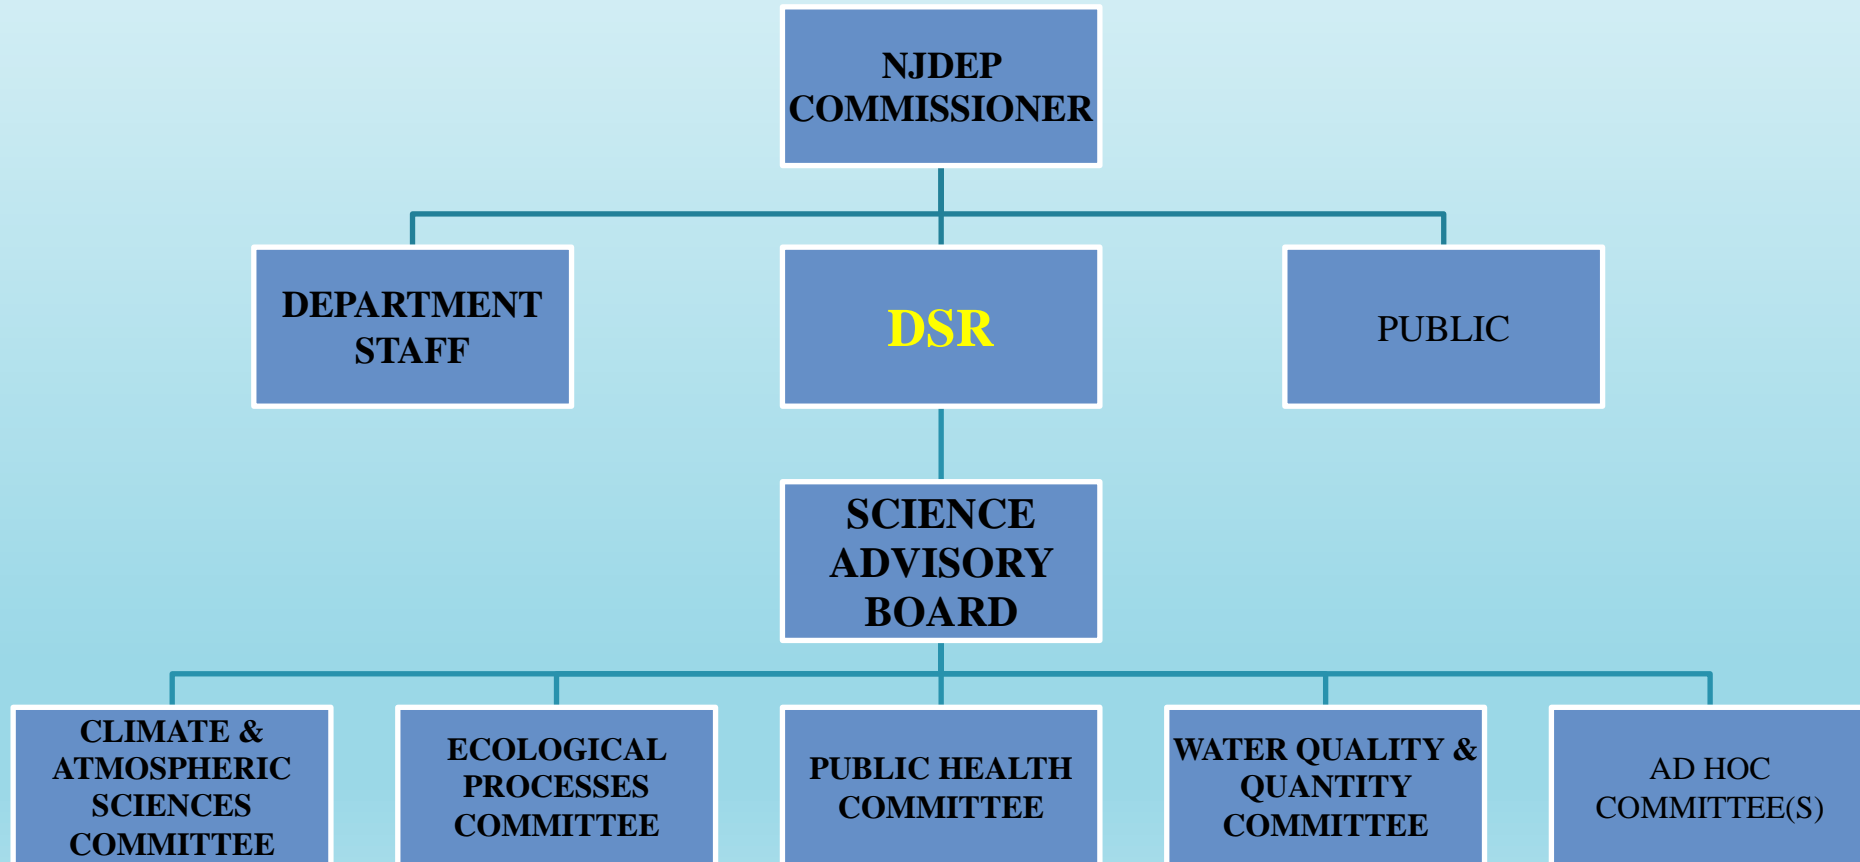 NJDEP
COMMISSIONER
DEPARTMENT
STAFF
DSR
PUBLIC
SCIENCE
ADVISORY
BOARD
CLIMATE &
ATMOSPHERIC
SCIENCES
COMMITTEE
ECOLOGICAL
PROCESSES
COMMITTEE
PUBLIC HEALTH
COMMITTEE
WATER QUALITY &
QUANTITY
COMMITTEE
AD HOC
COMMITTEE(S)